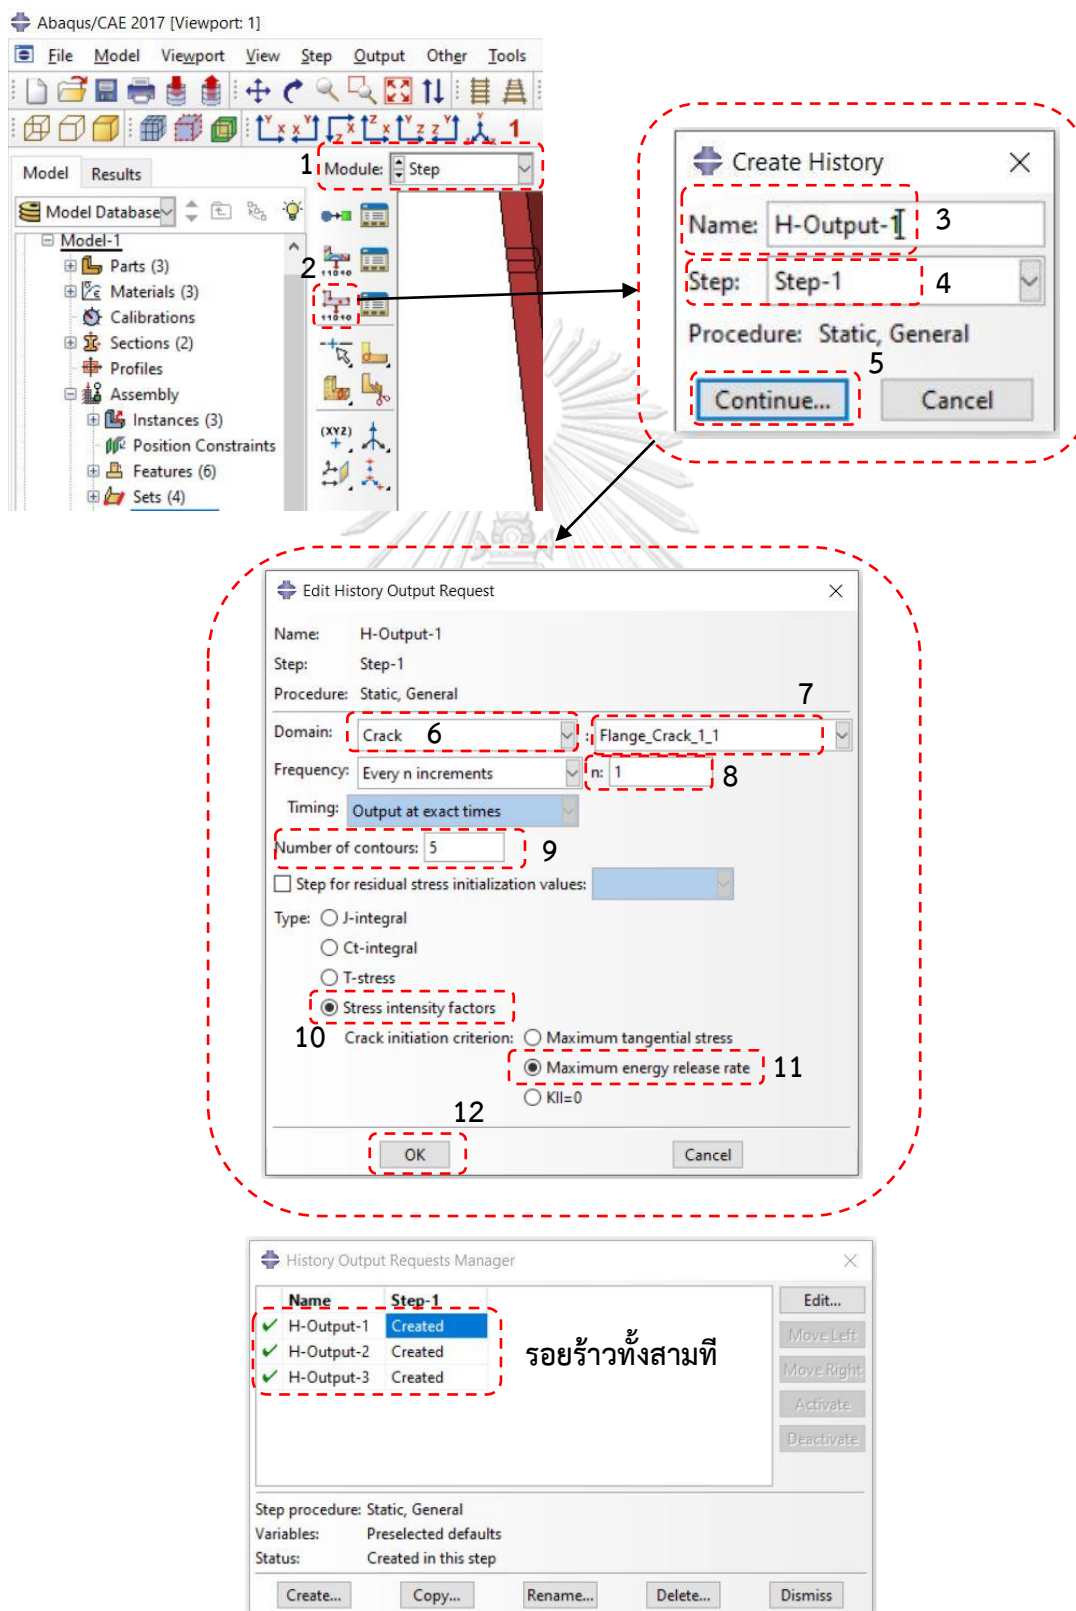 Abaqus/CAE 2017 [Viewport: 1]
File Model Viewport View Step Output Other Tools
1
Model Results
1 Module: Step
Model Database
Model-1
Parts (3)
2
Materials (3)
Calibrations
Sections (2)
Profiles
Assembly
Instances (3)
Position Constraints
Features (6)
Sets (4)
(XYZ)
Create History
Name: H-Output-1 3
Step: Step-1 4
Procedure: Static, General
5
Continue... Cancel
Edit History Output Request
Name: H-Output-1
Step: Step-1
Procedure: Static, General
7
Domain: Crack 6 : Flange_Crack_1_1
Frequency: Every n increments n: 1 8
Timing: Output at exact times
Number of contours: 5 9
Step for residual stress initialization values:
Type: J-integral
Ct-integral
T-stress
Stress intensity factors
10 Crack initiation criterion: Maximum tangential stress
Maximum energy release rate 11
KII=0
12
OK Cancel
History Output Requests Manager
Name Step-1 Edit...
H-Output-1 Created Move Left
H-Output-2 Created รอยร้าวทั้งสามที
H-Output-3 Created Move Right
Activate
Deactivate
Step procedure: Static, General
Variables: Preselected defaults
Status: Created in this step
Create... Copy... Rename... Delete... Dismiss